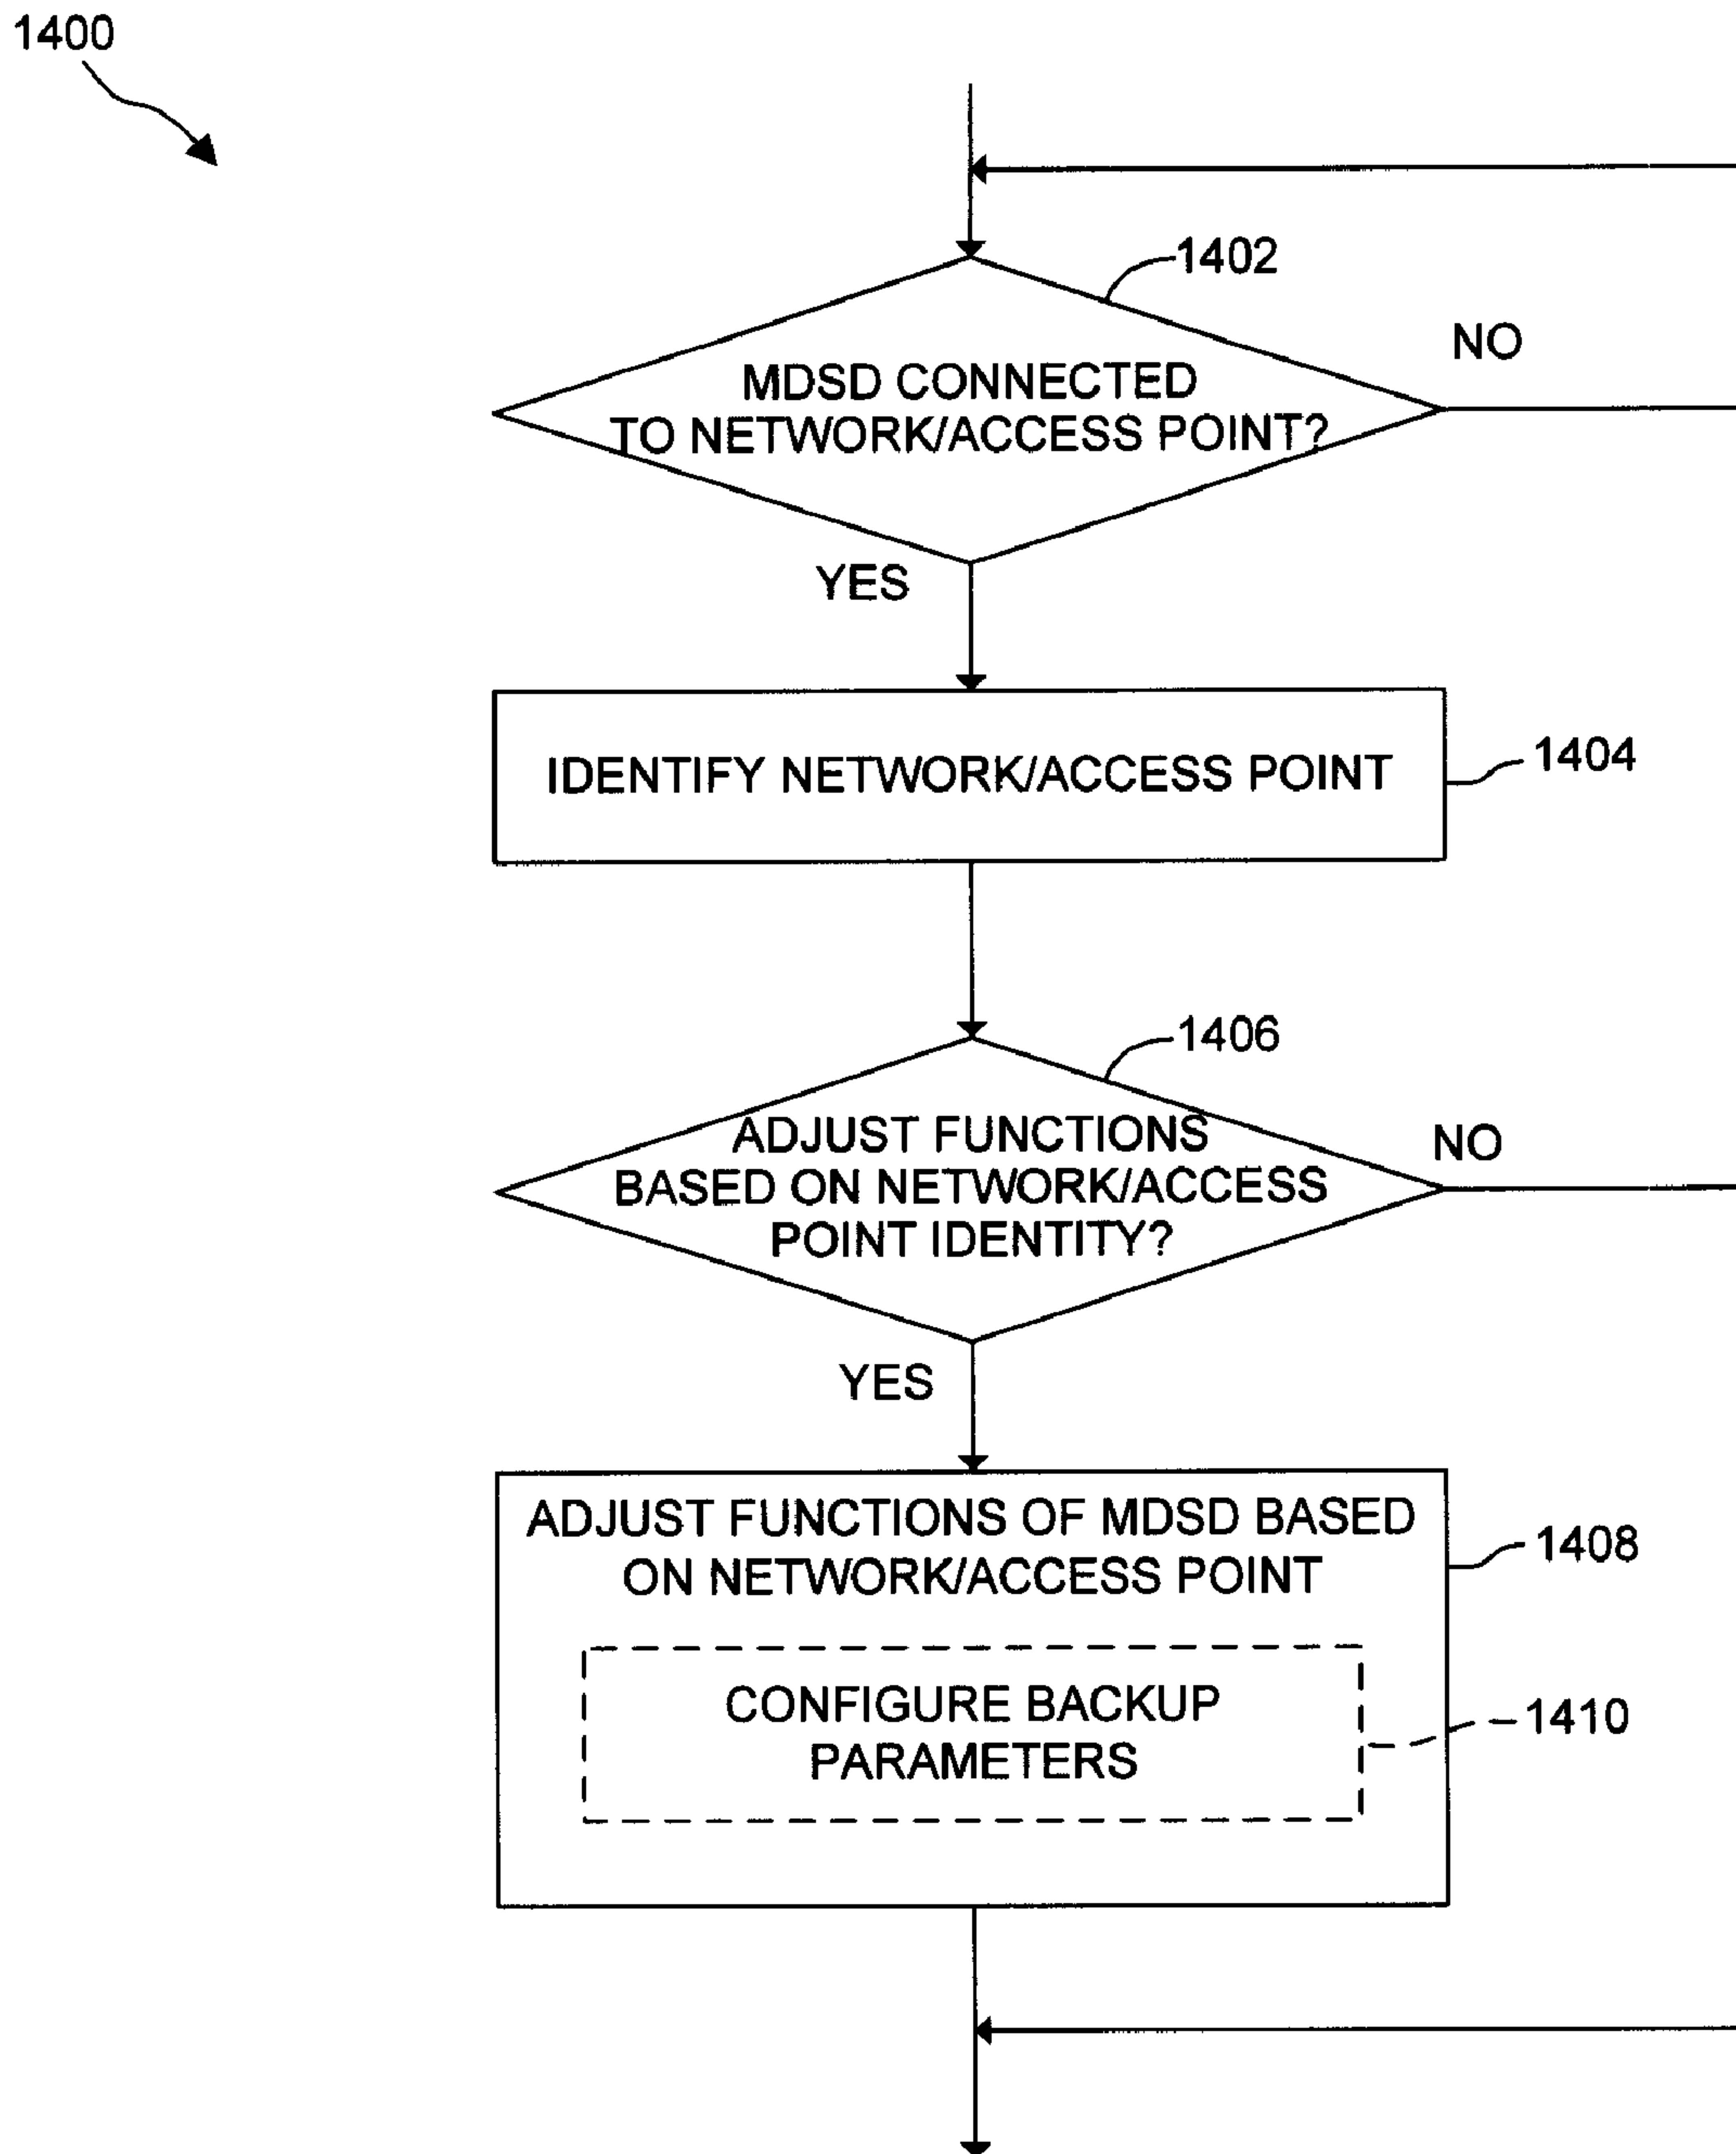 1400
1402
MDSD CONNECTED
TO NETWORK/ACCESS POINT?
NO
YES
IDENTIFY NETWORK/ACCESS POINT
1404
1406
ADJUST FUNCTIONS
BASED ON NETWORK/ACCESS
POINT IDENTITY?
NO
YES
ADJUST FUNCTIONS OF MDSD BASED
ON NETWORK/ACCESS POINT
1408
CONFIGURE BACKUP
PARAMETERS
1410